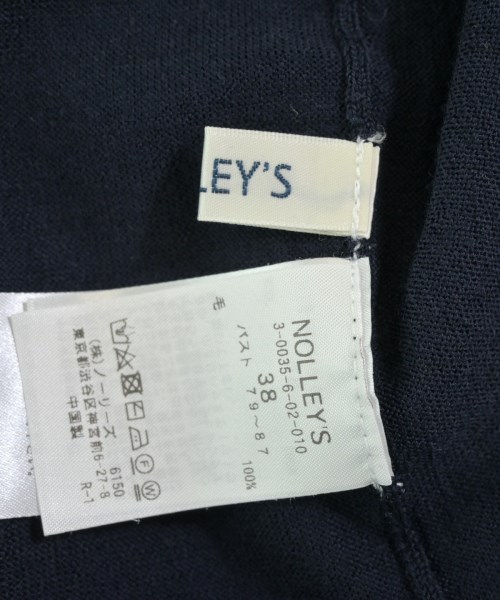 LEY'S
NOLLEY'S
3-0035-6-02-010
38
バスト 79~87
毛 100%
(株)ノーリーズ 6150
東京都渋谷区神宮前6-27-8
中国製 R-1